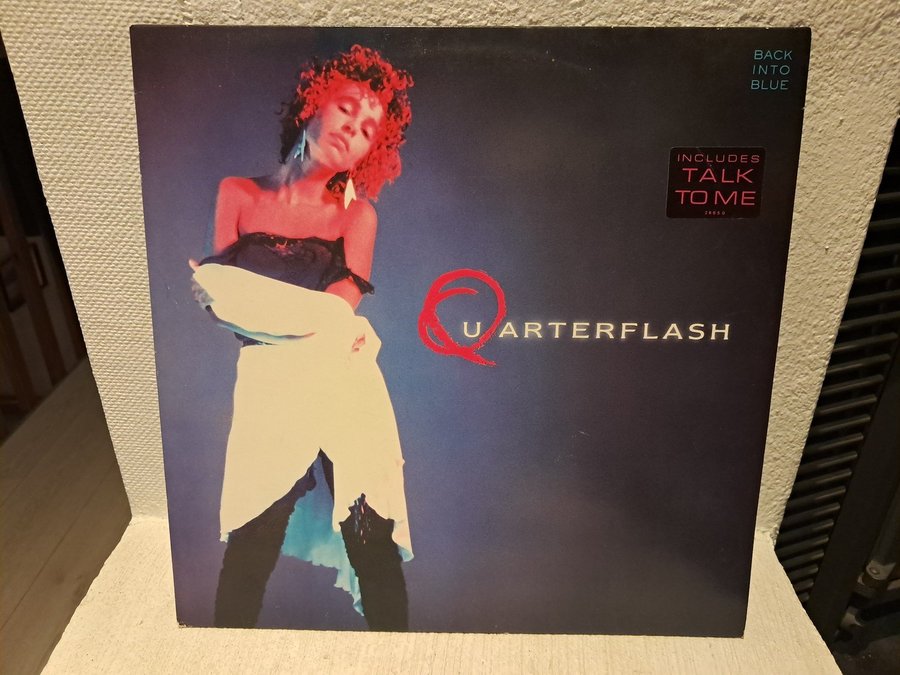 BACK
INTO
BLUE
INCLUDES
TALK
TO ME
QUARTERFLASH